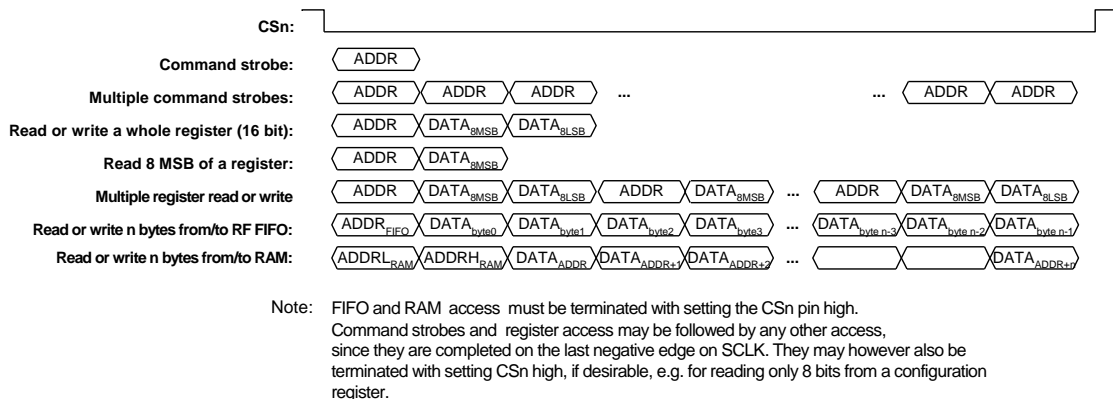 CSn:
Command strobe: ADDR
Multiple command strobes: ADDR ADDR ADDR ... ... ADDR ADDR
Read or write a whole register (16 bit): ADDR DATA8MSB DATA8LSB
Read 8 MSB of a register: ADDR DATA8MSB
Multiple register read or write ADDR DATA8MSB DATA8LSB ADDR DATA8MSB ... ADDR DATA8MSB DATA8LSB
Read or write n bytes from/to RF FIFO: ADDRFIFO DATAbyte0 DATAbyte1 DATAbyte2 DATAbyte3 ... DATAbyte n-3 DATAbyte n-2 DATAbyte n-1
Read or write n bytes from/to RAM: ADDRLRAM ADDRHRAM DATAADDR DATAADDR+1 DATAADDR+2 ... DATAADDR+n
Note: FIFO and RAM access must be terminated with setting the CSn pin high.
Command strobes and register access may be followed by any other access,
since they are completed on the last negative edge on SCLK. They may however also be
terminated with setting CSn high, if desirable, e.g. for reading only 8 bits from a configuration
register.